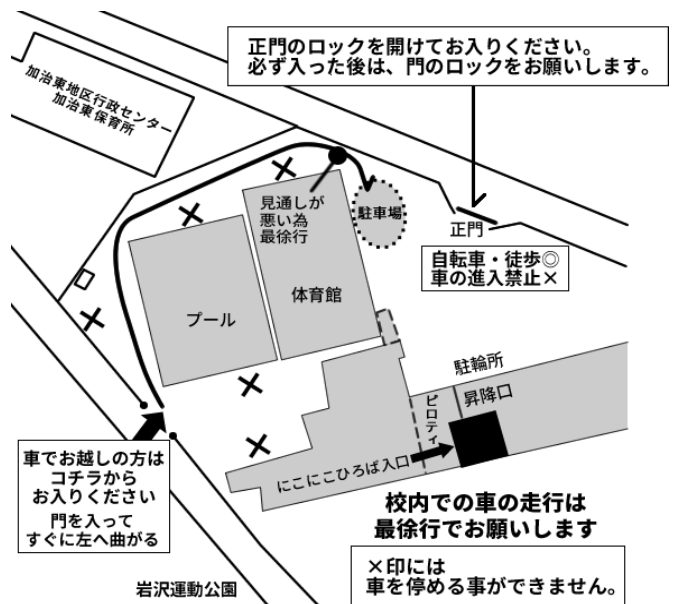 正門のロックを開けてお入りください。
必ず入った後は、門のロックをお願いします。
加治東地区行政センター
加治東保育所
見通しが
悪い為
最徐行
駐車場
正門
自転車・徒歩◎
車の進入禁止×
プール
体育館
駐輪所
昇降口
ピロティ
にこにこひろば入口
車でお越しの方は
コチラから
お入りください
門を入って
すぐに左へ曲がる
校内での車の走行は
最徐行でお願いします
×印には
車を停める事ができません。
岩沢運動公園